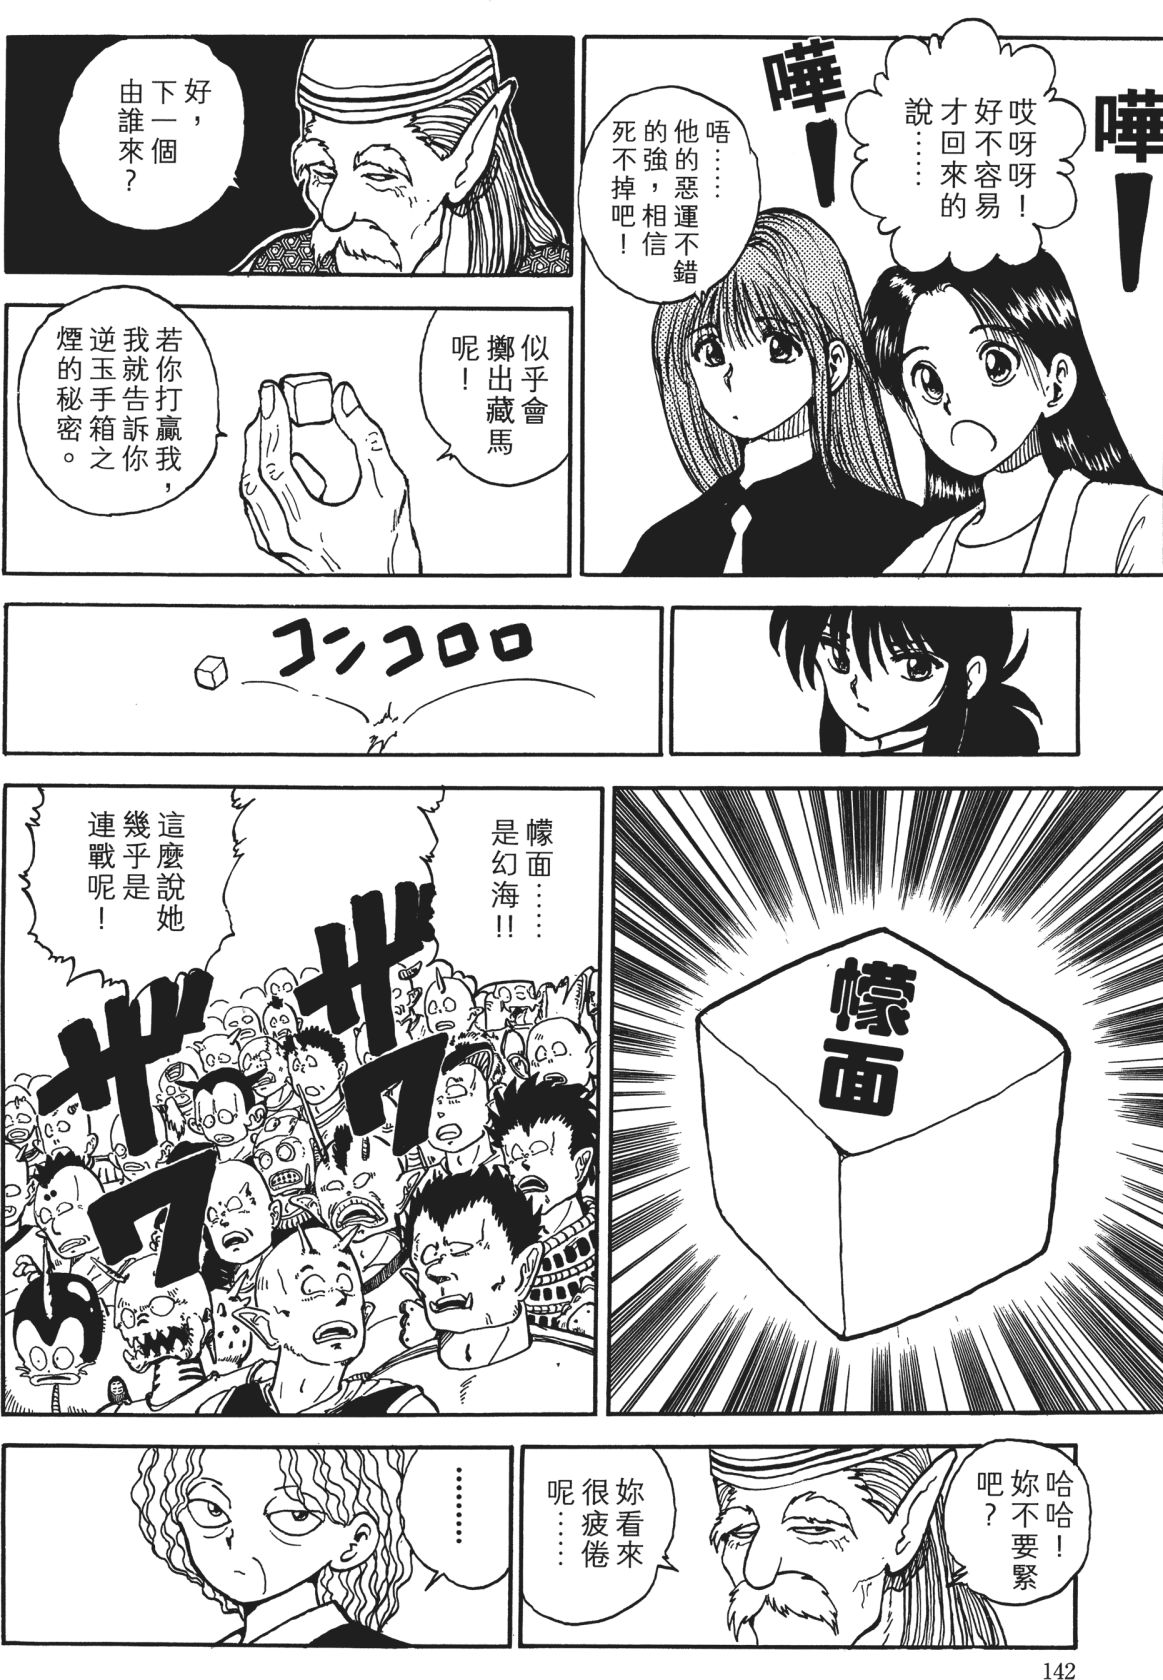 哎呀呀！
好不容易
才回來的
說……
嘩！
嘩！
唔……
他的惡運不錯
的強，相信
死不掉吧！
好，
下一個
由誰來？
似乎會
擲出藏馬
呢！
若你打贏我，
我就告訴你
逆玉手箱之
煙的秘密。
コンコロロ
幪面
幪面……
是幻海!!
這麼說她
幾乎是
連戰呢！
ザワ
ザワ
哈哈！
妳不要緊
吧？
妳看來
很疲倦
呢……
………
142